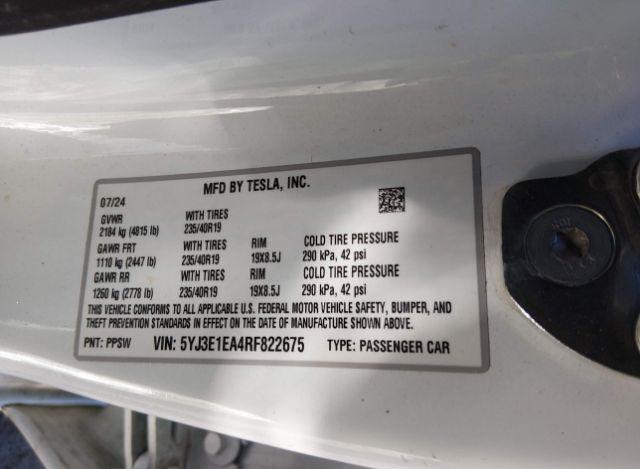 MFD BY TESLA, INC.
07/24
GVWR WITH TIRES
2184 kg (4815 lb) 235/40R19
GAWR FRT WITH TIRES RIM COLD TIRE PRESSURE
1110 kg (2447 lb) 235/40R19 19X8.5J 290 kPa, 42 psi
GAWR RR WITH TIRES RIM COLD TIRE PRESSURE
1260 kg (2778 lb) 235/40R19 19X8.5J 290 kPa, 42 psi
THIS VEHICLE CONFORMS TO ALL APPLICABLE U.S. FEDERAL MOTOR VEHICLE SAFETY, BUMPER, AND
THEFT PREVENTION STANDARDS IN EFFECT ON THE DATE OF MANUFACTURE SHOWN ABOVE.
PNT: PPSW VIN: 5YJ3E1EA4RF822675 TYPE: PASSENGER CAR